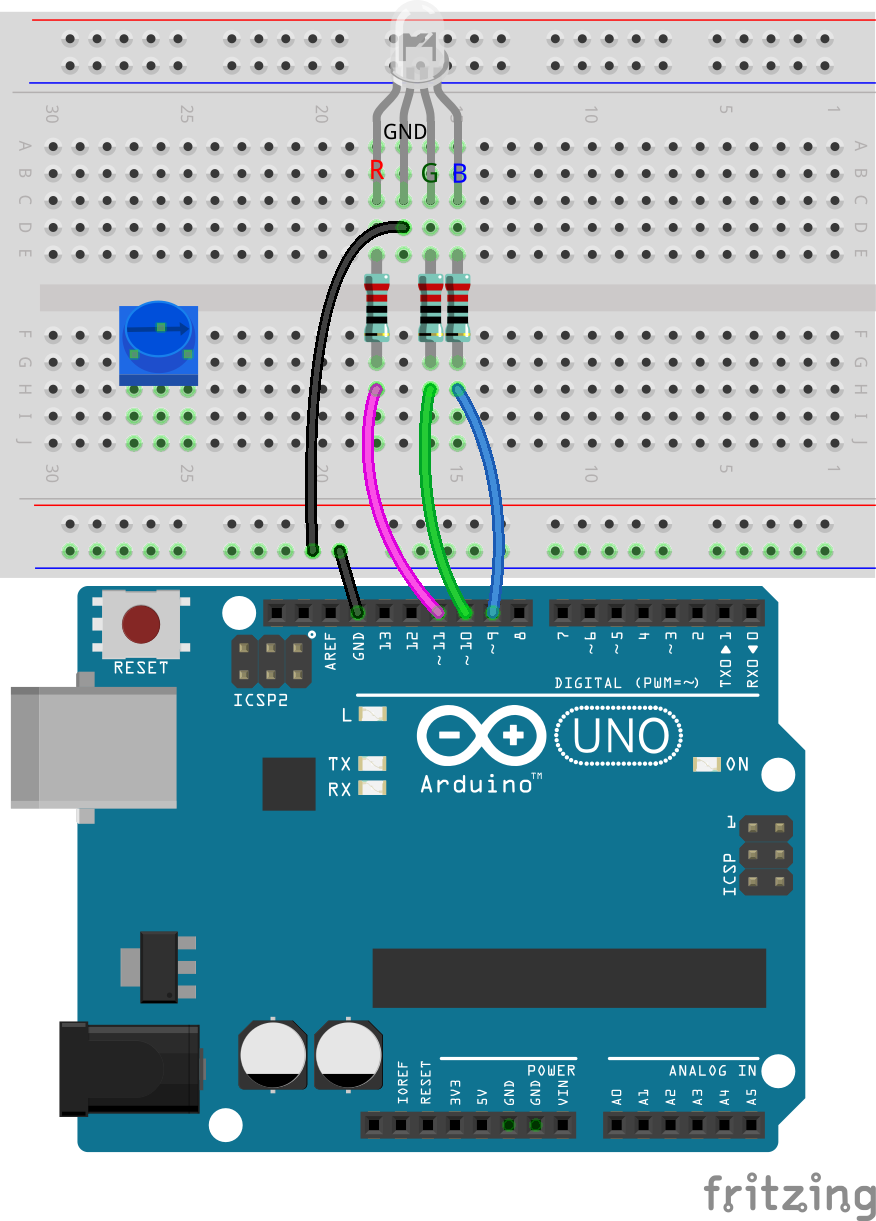 30 25 20 15 10 5 1
GND
R G B
A A
B B
C C
D D
E E
F F
G G
H H
I I
J J
30 25 20 15 10 5 1
RESET
ICSP2
AREF GND 13 12 ~11 ~10 ~9 8 7 ~6 ~5 4 ~3 2 TX0▶1 RX0◀0
DIGITAL (PWM=~)
L
TX
RX
UNO
Arduino™
ON
1
ICSP
POWER
ANALOG IN
IOREF RESET 3V3 5V GND GND VIN A0 A1 A2 A3 A4 A5
fritzing